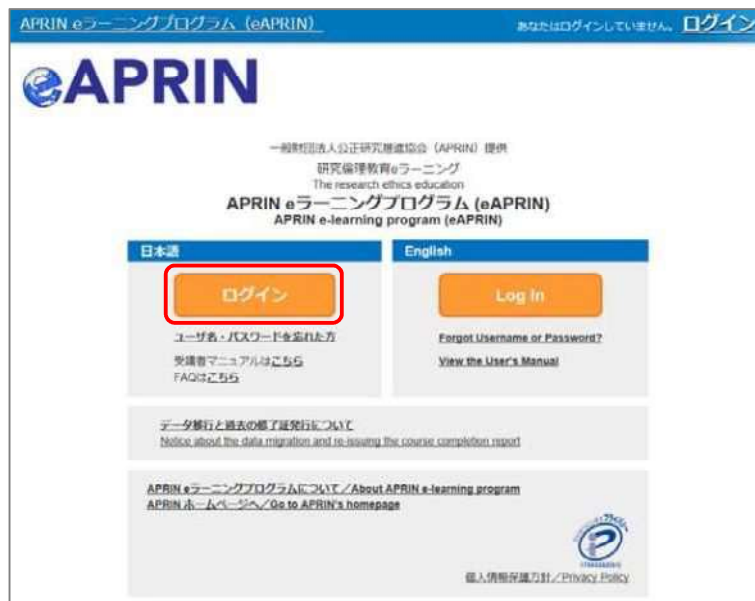 APRIN eラーニングプログラム (eAPRIN)
あなたはログインしていません。 ログイン
eAPRIN
一般財団法人公正研究推進協会 (APRIN) 提供
研究倫理教育eラーニング
The research ethics education
APRIN eラーニングプログラム (eAPRIN)
APRIN e-learning program (eAPRIN)
日本語
ログイン
ユーザ名・パスワードを忘れた方
受講者マニュアルはこちら
FAQはこちら
English
Log In
Forgot Username or Password?
View the User's Manual
データ移行と過去の修了証発行について
Notice about the data migration and re-issuing the course completion report
APRIN eラーニングプログラムについて／About APRIN e-learning program
APRIN ホームページへ／Go to APRIN's homepage
個人情報保護方針／Privacy Policy